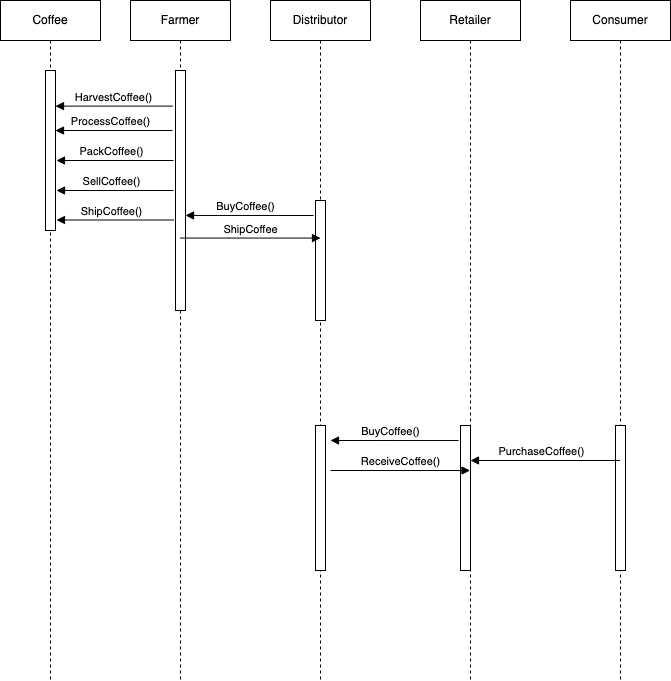 Coffee
Farmer
Distributor
Retailer
Consumer
HarvestCoffee()
ProcessCoffee()
PackCoffee()
SellCoffee()
ShipCoffee()
BuyCoffee()
ShipCoffee
BuyCoffee()
PurchaseCoffee()
ReceiveCoffee()